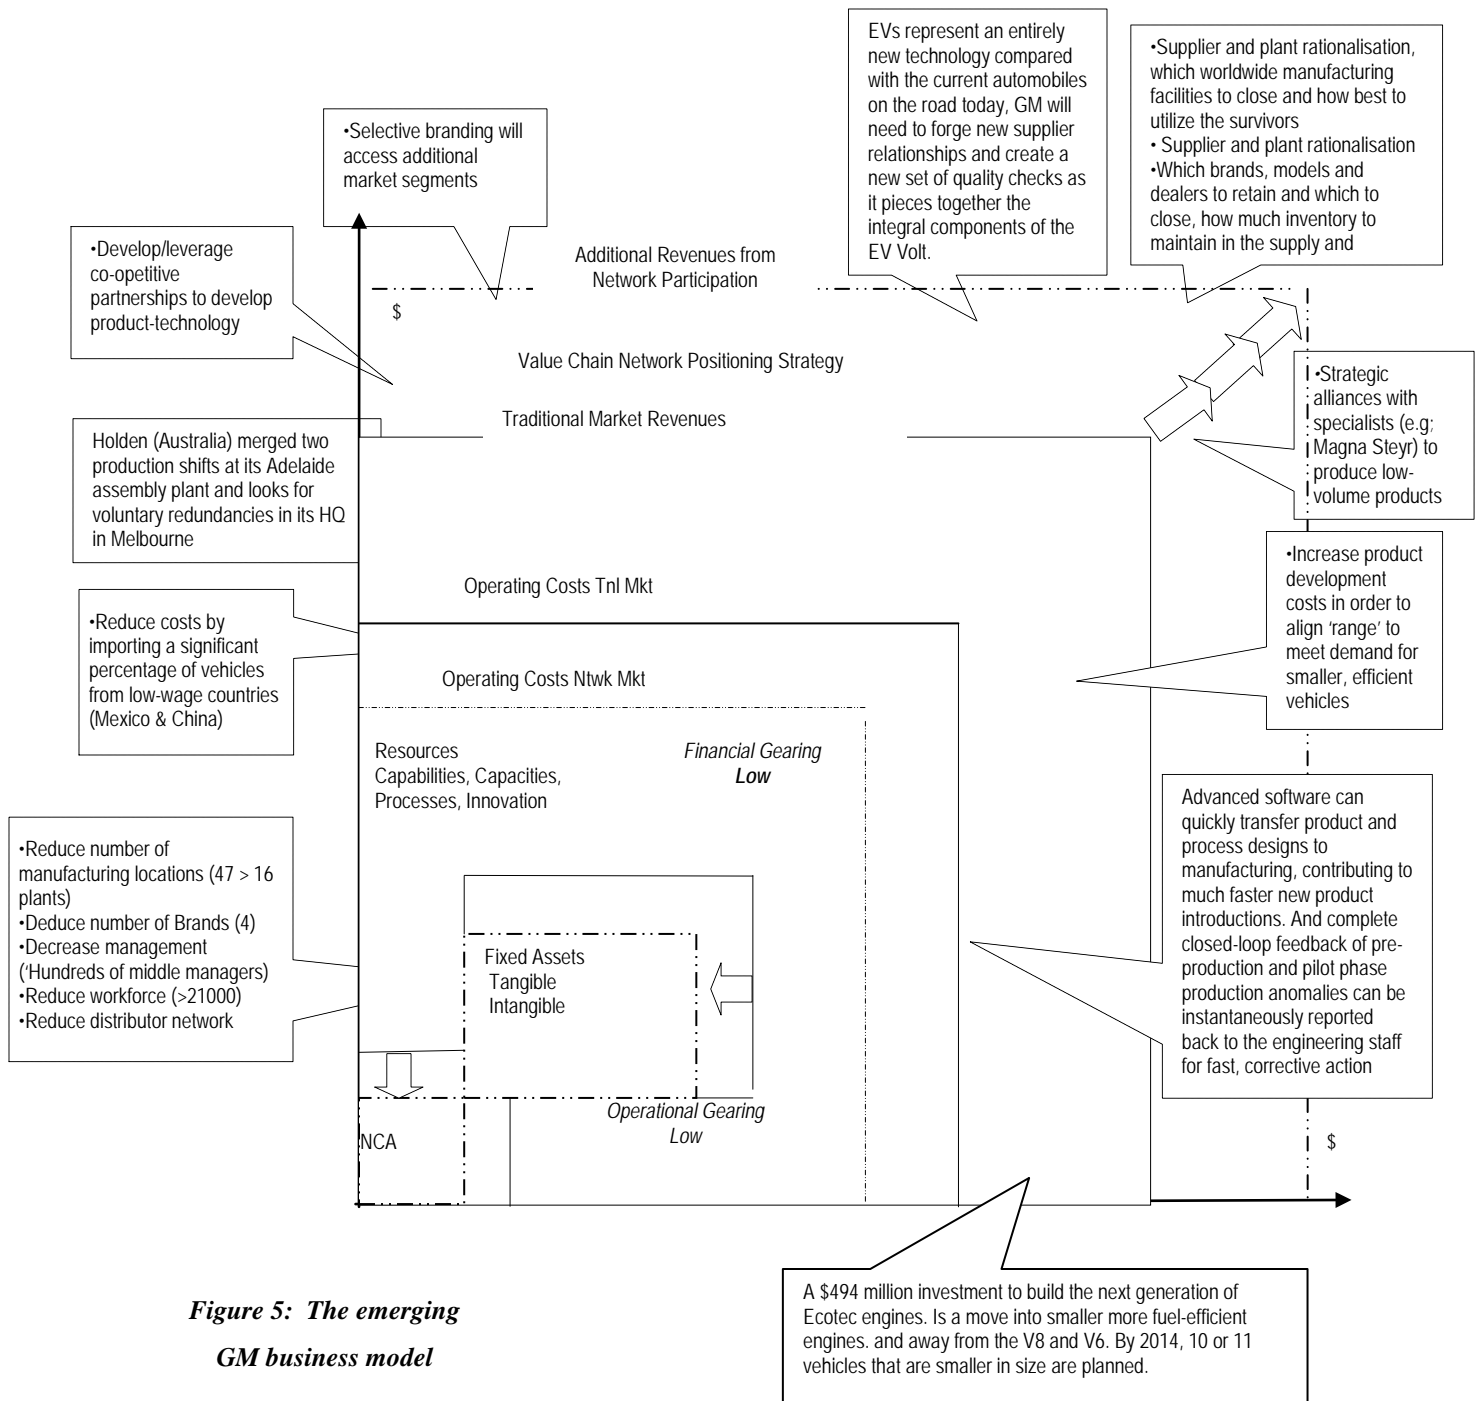 EVs represent an entirely
new technology compared
with the current automobiles
on the road today, GM will
need to forge new supplier
relationships and create a
new set of quality checks as
it pieces together the
integral components of the
EV Volt.
•Supplier and plant rationalisation,
which worldwide manufacturing
facilities to close and how best to
utilize the survivors
• Supplier and plant rationalisation
•Which brands, models and
dealers to retain and which to
close, how much inventory to
maintain in the supply and
•Selective branding will
access additional
market segments
•Develop/leverage
co-opetitive
partnerships to develop
product-technology
Additional Revenues from
Network Participation
$
Value Chain Network Positioning Strategy
Traditional Market Revenues
•Strategic
alliances with
specialists (e.g;
Magna Steyr) to
produce low-
volume products
Holden (Australia) merged two
production shifts at its Adelaide
assembly plant and looks for
voluntary redundancies in its HQ
in Melbourne
Operating Costs Tnl Mkt
•Increase product
development
costs in order to
align ‘range’ to
meet demand for
smaller, efficient
vehicles
•Reduce costs by
importing a significant
percentage of vehicles
from low-wage countries
(Mexico & China)
Operating Costs Ntwk Mkt
Resources
Capabilities, Capacities,
Processes, Innovation
Financial Gearing
Low
Advanced software can
quickly transfer product and
process designs to
manufacturing, contributing to
much faster new product
introductions. And complete
closed-loop feedback of pre-
production and pilot phase
production anomalies can be
instantaneously reported
back to the engineering staff
for fast, corrective action
•Reduce number of
manufacturing locations (47 > 16
plants)
•Deduce number of Brands (4)
•Decrease management
(‘Hundreds of middle managers)
•Reduce workforce (>21000)
•Reduce distributor network
Fixed Assets
Tangible
Intangible
Operational Gearing
Low
NCA
$
A $494 million investment to build the next generation of
Ecotec engines. Is a move into smaller more fuel-efficient
engines. and away from the V8 and V6. By 2014, 10 or 11
vehicles that are smaller in size are planned.
Figure 5: The emerging
GM business model